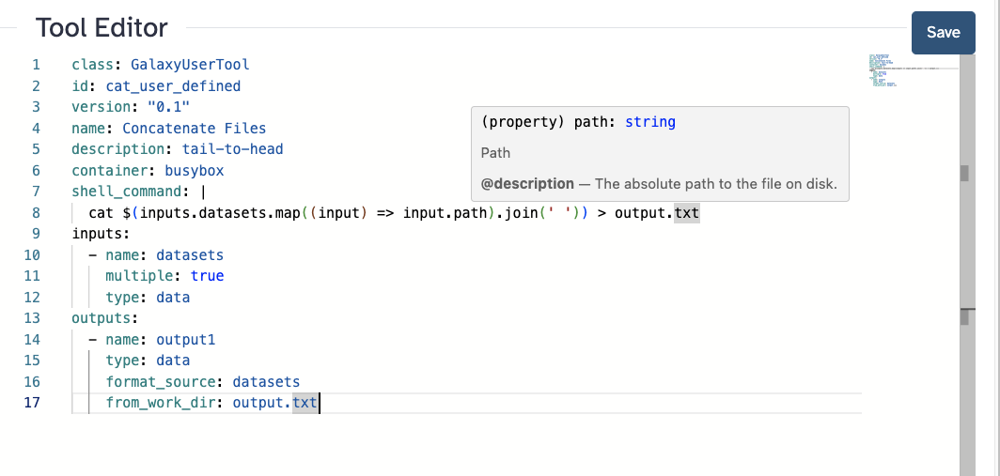 Tool Editor
Save
1 class: GalaxyUserTool
2 id: cat_user_defined
3 version: "0.1"
4 name: Concatenate Files
5 description: tail-to-head
6 container: busybox
7 shell_command: |
8 cat $(inputs.datasets.map((input) => input.path).join(' ')) > output.txt
9 inputs:
10 - name: datasets
11 multiple: true
12 type: data
13 outputs:
14 - name: output1
15 type: data
16 format_source: datasets
17 from_work_dir: output.txt
(property) path: string
Path
@description — The absolute path to the file on disk.